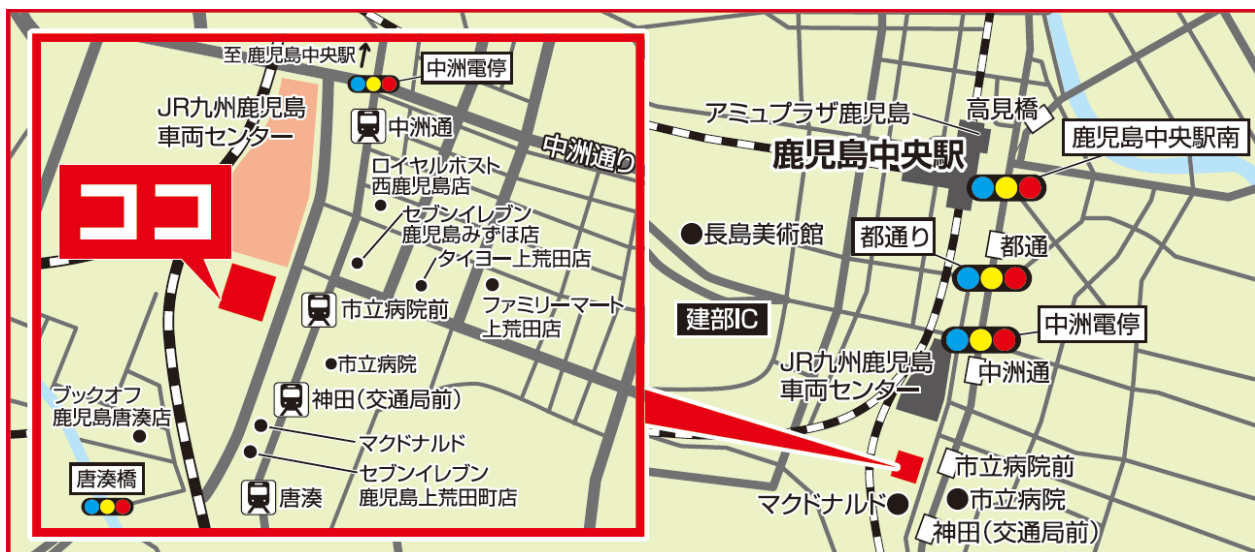 至 鹿児島中央駅
中洲電停
JR九州鹿児島
車両センター
中洲通
中洲通り
ロイヤルホスト
西鹿児島店
ココ
セブンイレブン
鹿児島みずほ店
タイヨー上荒田店
市立病院前
ファミリーマート
上荒田店
市立病院
ブックオフ
鹿児島唐湊店
神田(交通局前)
マクドナルド
セブンイレブン
鹿児島上荒田町店
唐湊橋
唐湊
アミュプラザ鹿児島
高見橋
鹿児島中央駅
鹿児島中央駅南
長島美術館
都通り
都通
建部IC
中洲電停
JR九州鹿児島
車両センター
中洲通
市立病院前
マクドナルド
市立病院
神田(交通局前)